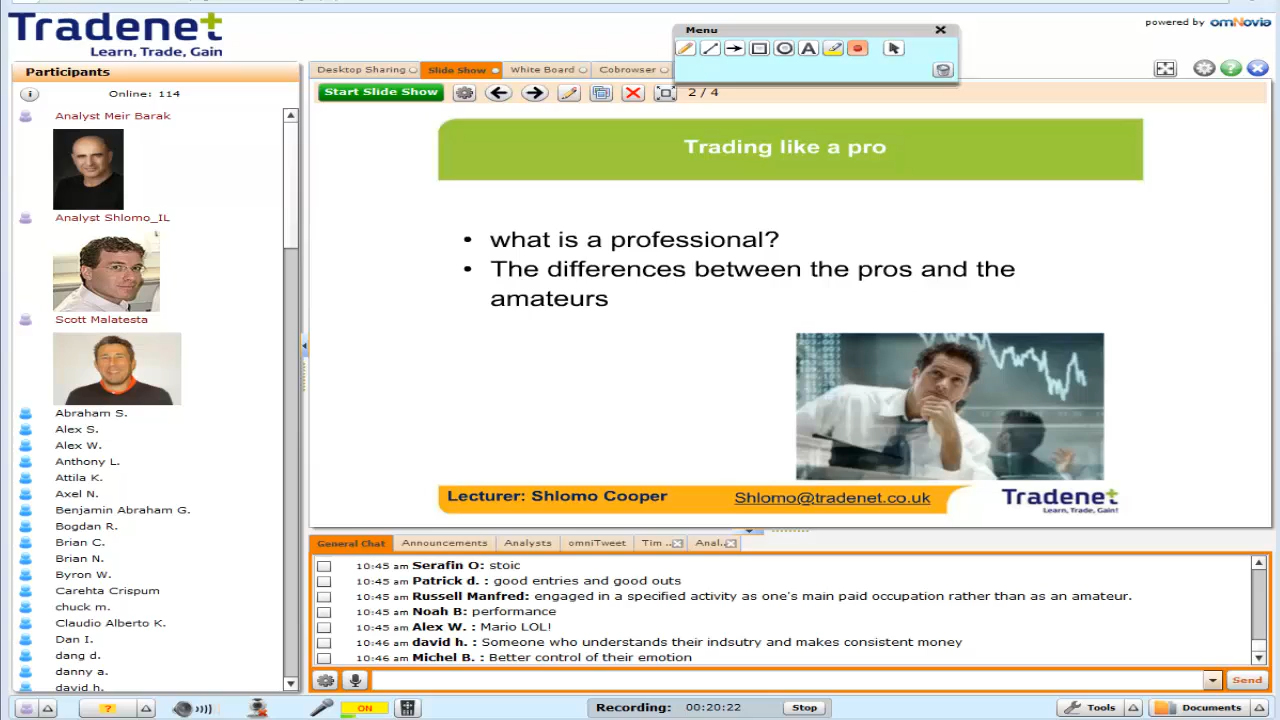 Tradenet
Learn, Trade, Gain
powered by omNovia
Menu
A
Participants
Online: 114
Analyst Meir Barak
Analyst Shlomo_IL
Scott Malatesta
Abraham S.
Alex S.
Alex W.
Anthony L.
Attila K.
Axel N.
Benjamin Abraham G.
Bogdan R.
Brian C.
Brian N.
Byron W.
Carehta Crispum
chuck m.
Claudio Alberto K.
Dan I.
dang d.
danny a.
david h.
Desktop Sharing
Slide Show
White Board
Cobrowser
Start Slide Show
2 / 4
Trading like a pro
• what is a professional?
• The differences between the pros and the
amateurs
Lecturer: Shlomo Cooper
Shlomo@tradenet.co.uk
Tradenet
Learn, Trade, Gain!
General Chat
Announcements
Analysts
omniTweet
Tim ..
Anal..
10:45 am Serafin O: stoic
10:45 am Patrick d. : good entries and good outs
10:45 am Russell Manfred: engaged in a specified activity as one's main paid occupation rather than as an amateur.
10:45 am Noah B: performance
10:45 am Alex W. : Mario LOL!
10:46 am david h. : Someone who understands their indsutry and makes consistent money
10:46 am Michel B. : Better control of their emotion
Send
?
ON
Recording: 00:20:22
Stop
Tools
Documents